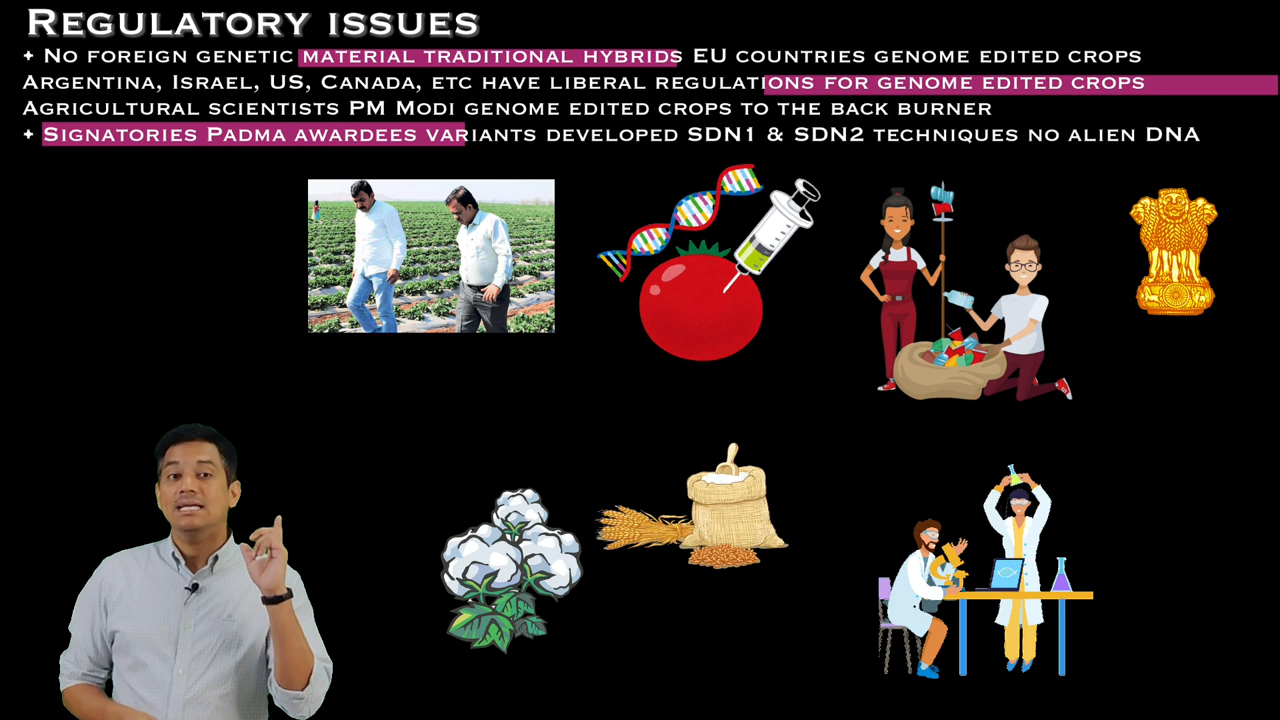 Regulatory issues
+ No foreign genetic material traditional hybrids EU countries genome edited crops
Argentina, Israel, US, Canada, etc have liberal regulations for genome edited crops
Agricultural scientists PM Modi genome edited crops to the back burner
+ Signatories Padma awardees variants developed SDN1 & SDN2 techniques no alien DNA